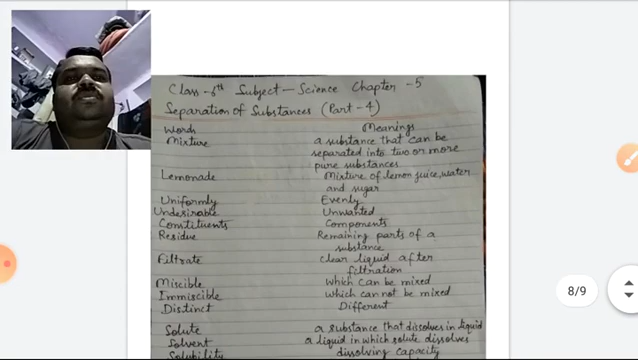 Class - 6th Subject - Science Chapter - 5
Separation of Substances (Part - 4)
Words Meanings
Mixture a substance that can be
separated into two or more
pure substances
Lemonade Mixture of lemon juice, water
and sugar
Uniformly Evenly
Undesirable Unwanted
Constituents Components
Residue Remaining parts of a
substance
Filtrate clear liquid after
filtration
Miscible which can be mixed
Immiscible which can not be mixed
Distinct Different
Solute a substance that dissolves in liquid
Solvent a liquid in which solute dissolves
Solubility dissolving capacity
8/9